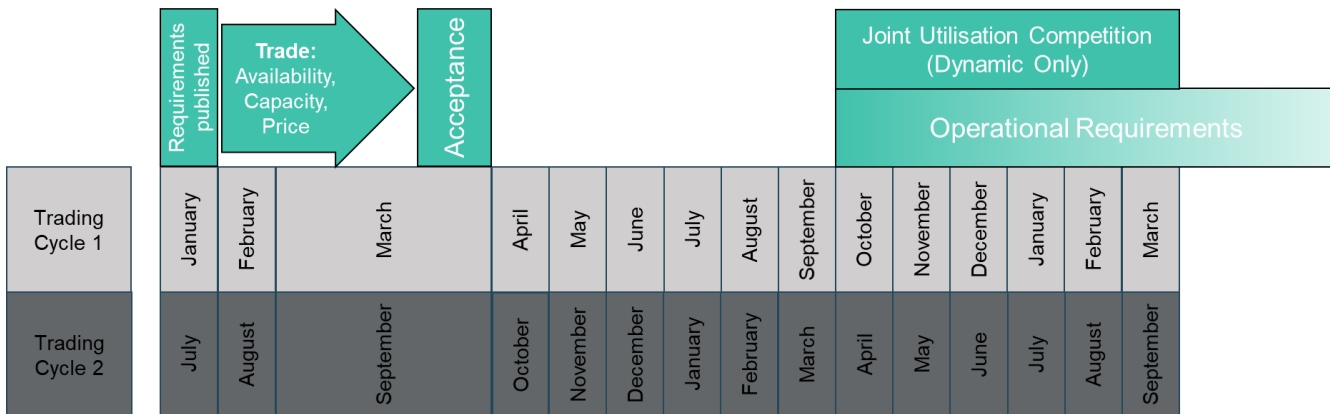 Requirements
published
Trade:
Availability,
Capacity,
Price
Acceptance
Joint Utilisation Competition
(Dynamic Only)
Operational Requirements
Trading
Cycle 1
January
February
March
April
May
June
July
August
September
October
November
December
January
February
March
Trading
Cycle 2
July
August
September
October
November
December
January
February
March
April
May
June
July
August
September